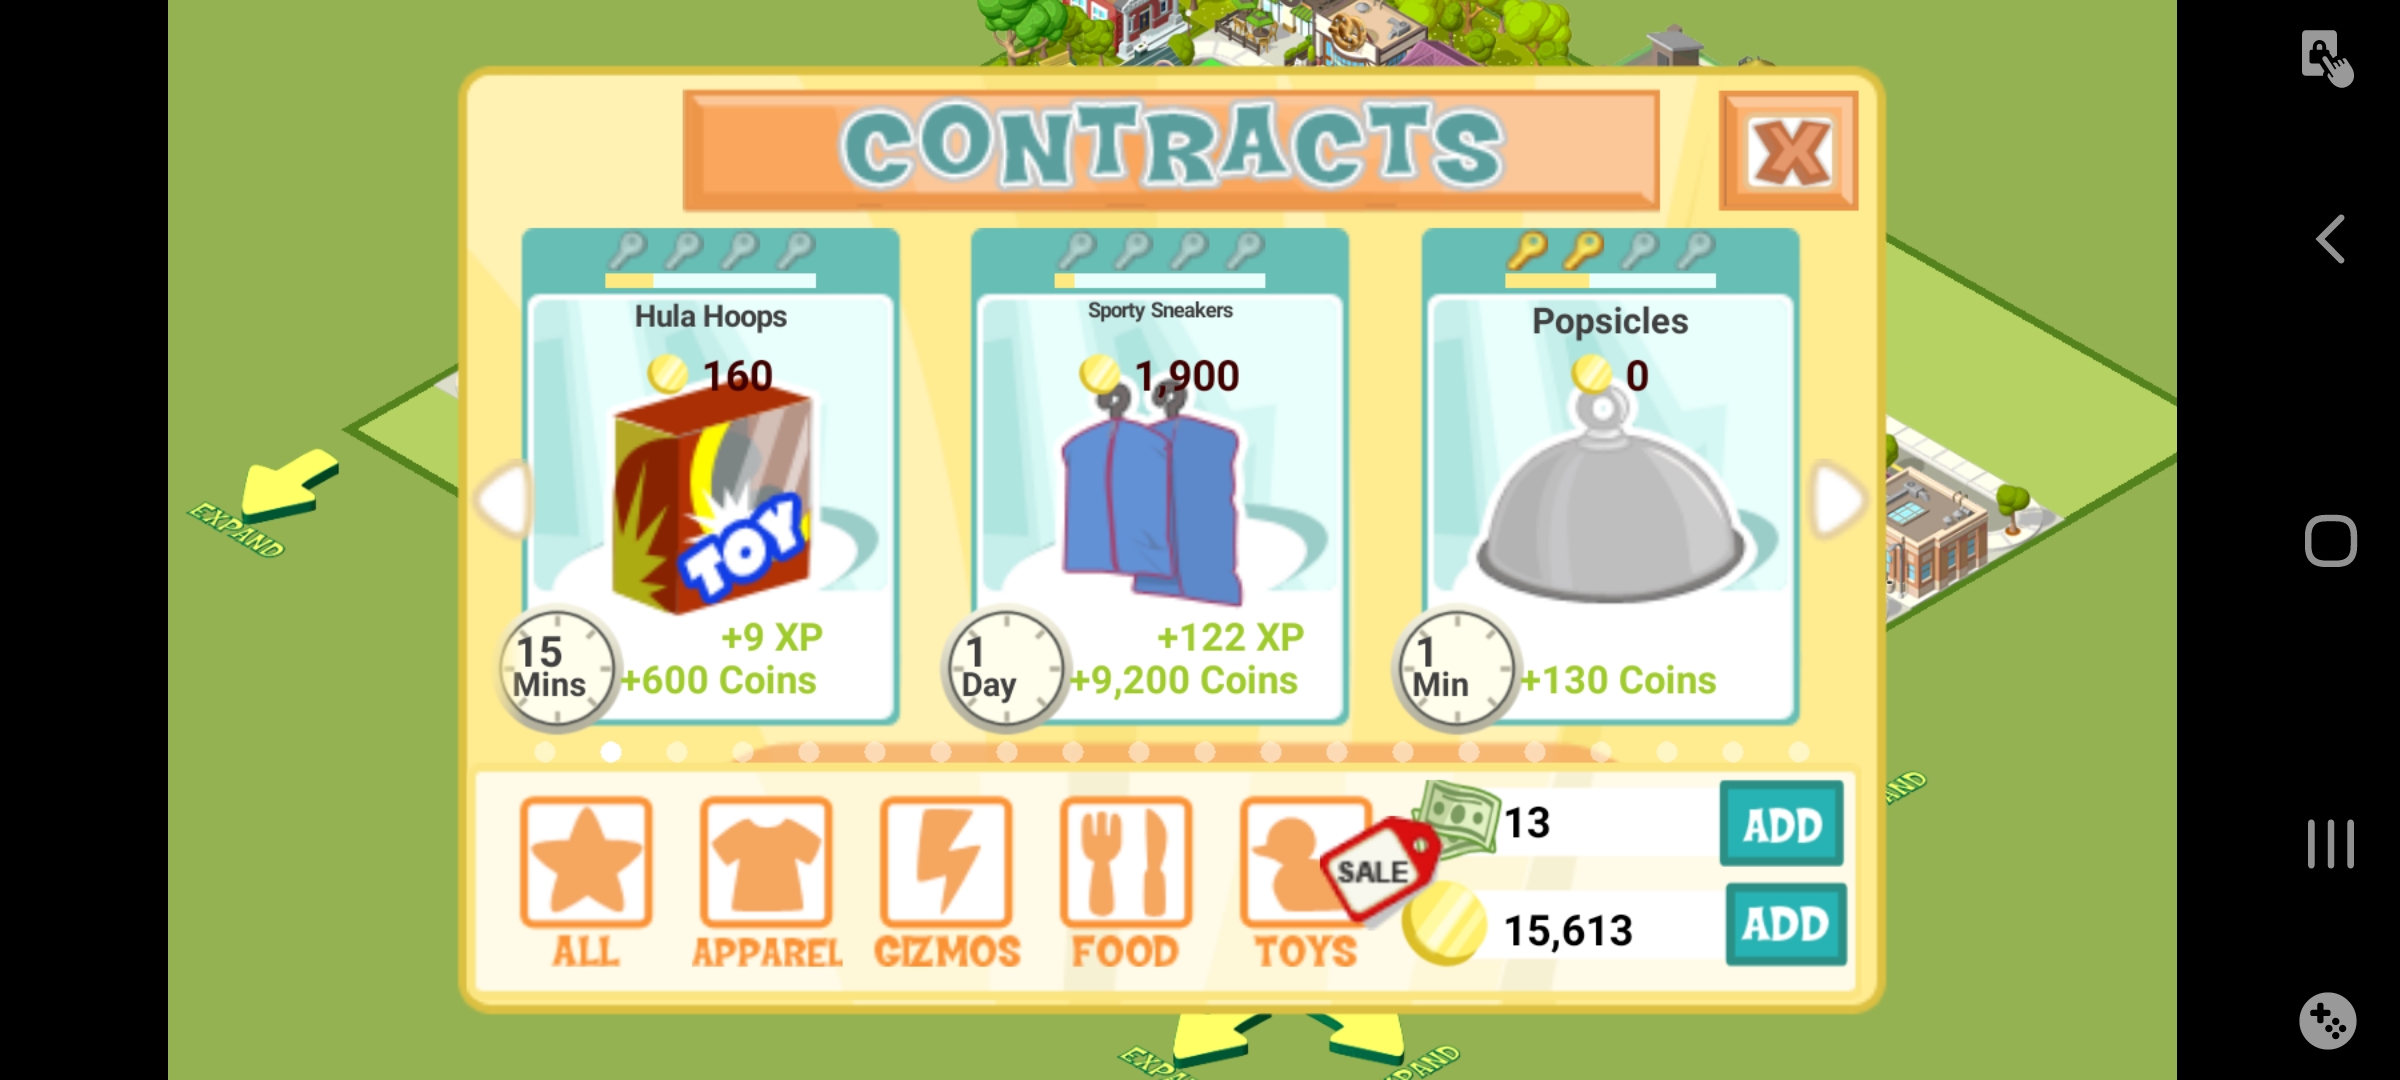 CONTRACTS
X
Hula Hoops
160
TOY
15
Mins
+9 XP
+600 Coins
Sporty Sneakers
1,900
1
Day
+122 XP
+9,200 Coins
Popsicles
0
1
Min
+130 Coins
EXPAND
ALL
APPAREL
GIZMOS
FOOD
TOYS
SALE
13
ADD
15,613
ADD